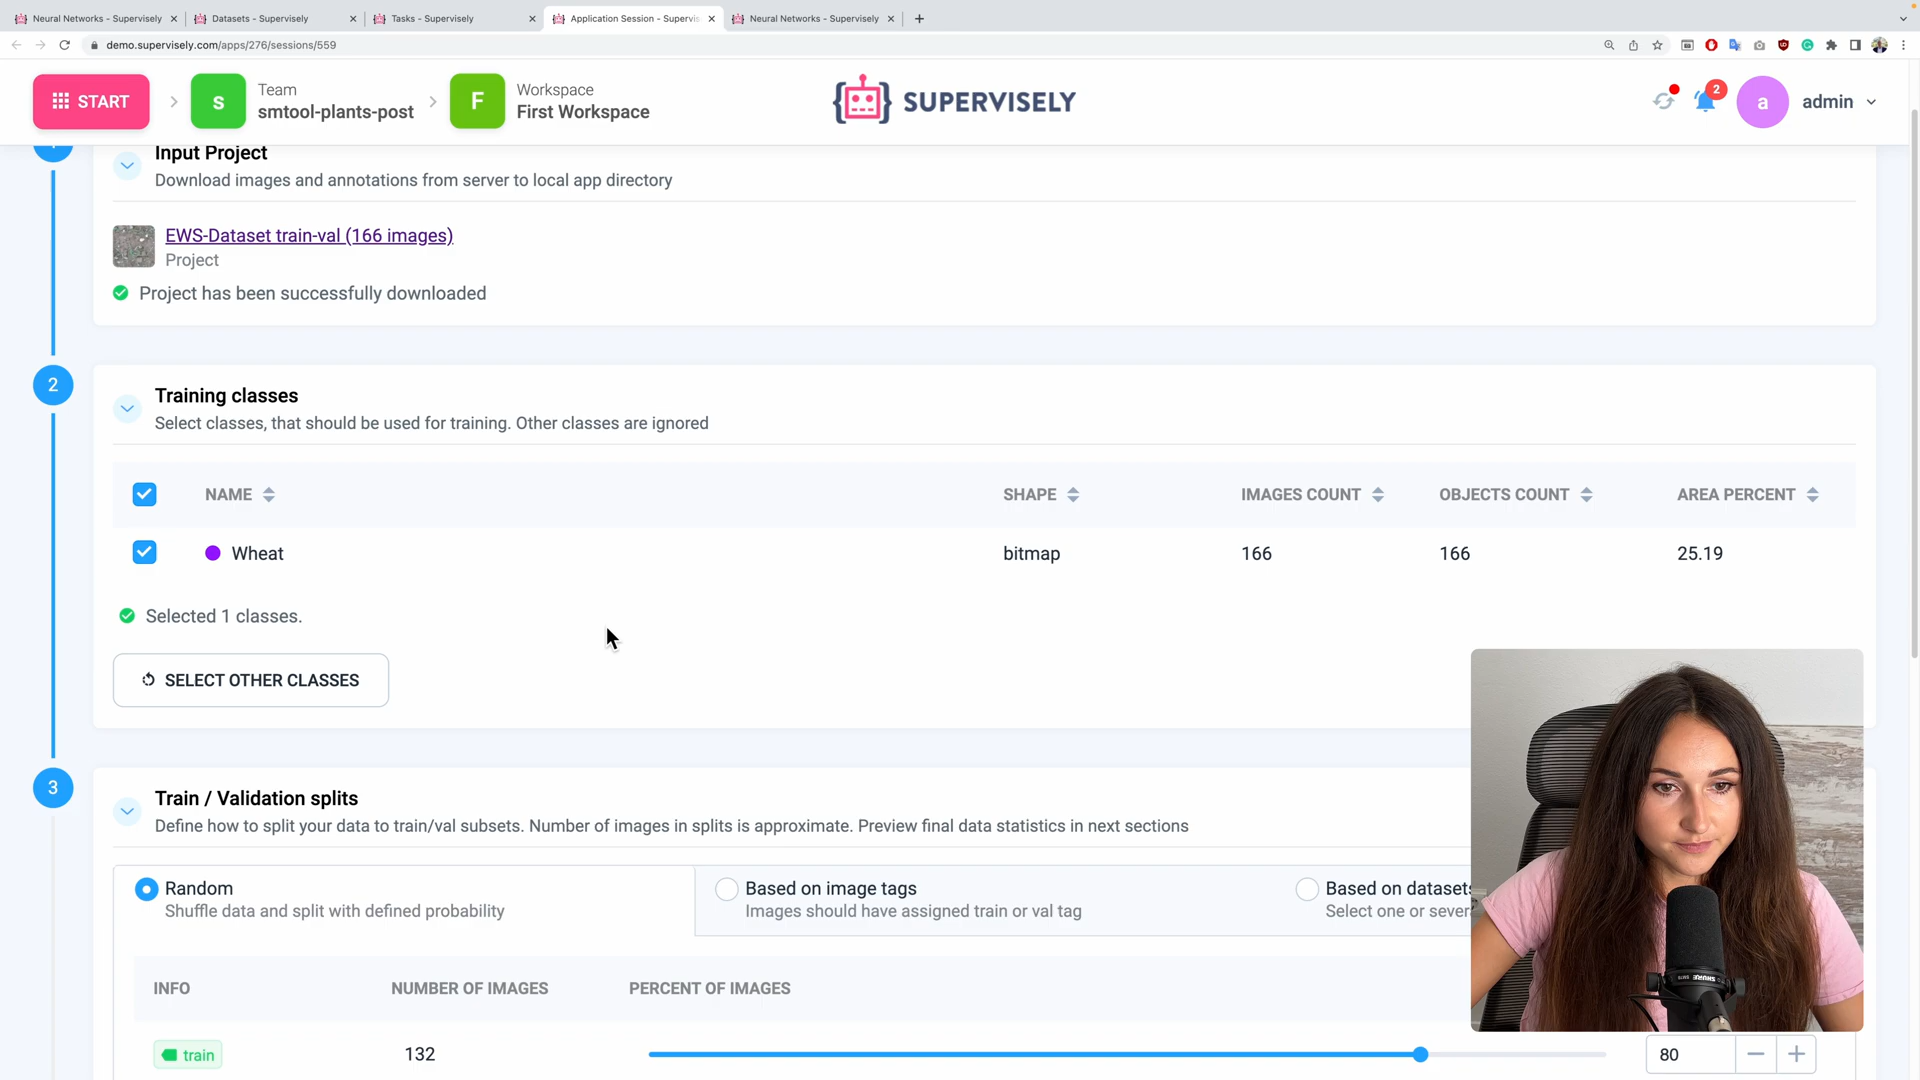 Neural Networks - Supervisely
Datasets - Supervisely
Tasks - Supervisely
Application Session - Supervis
Neural Networks - Supervisely
demo.supervisely.com/apps/276/sessions/559
START
S
Team
smtool-plants-post
F
Workspace
First Workspace
SUPERVISELY
2
a
admin
Input Project
Download images and annotations from server to local app directory
EWS-Dataset train-val (166 images)
Project
Project has been successfully downloaded
2
Training classes
Select classes, that should be used for training. Other classes are ignored
NAME SHAPE IMAGES COUNT OBJECTS COUNT AREA PERCENT
Wheat bitmap 166 166 25.19
Selected 1 classes.
SELECT OTHER CLASSES
3
Train / Validation splits
Define how to split your data to train/val subsets. Number of images in splits is approximate. Preview final data statistics in next sections
Random
Shuffle data and split with defined probability
Based on image tags
Images should have assigned train or val tag
Based on datasets
Select one or sever
INFO NUMBER OF IMAGES PERCENT OF IMAGES
train 132 80
SHURE